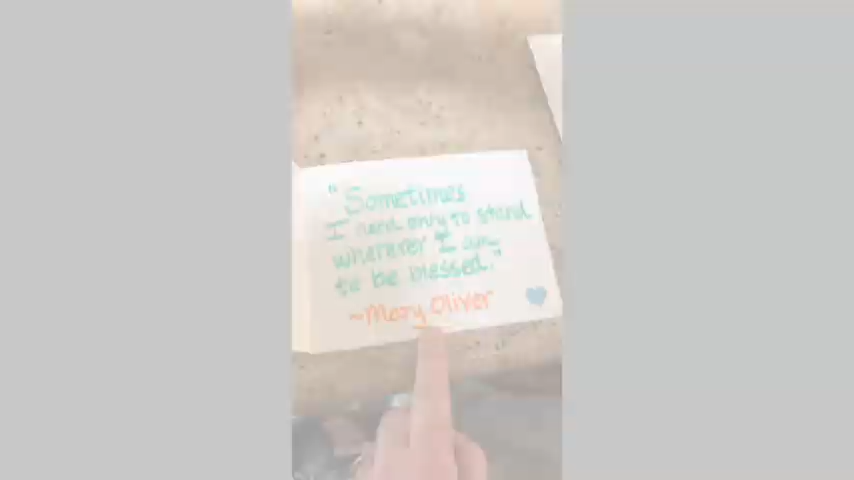 "Sometimes
I need only to stand
wherever I am
to be blessed."
~Mary Oliver